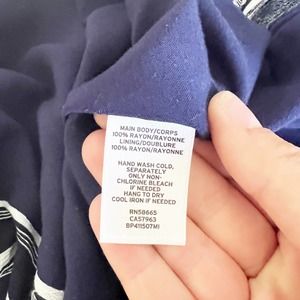 MAIN BODY/CORPS
100% RAYON/RAYONNE
LINING/DOUBLURE
100% RAYON/RAYONNE
HAND WASH COLD,
SEPARATELY
ONLY NON-
CHLORINE BLEACH
IF NEEDED
HANG TO DRY
COOL IRON IF NEEDED
RN58665
CA57963
BP411507MI